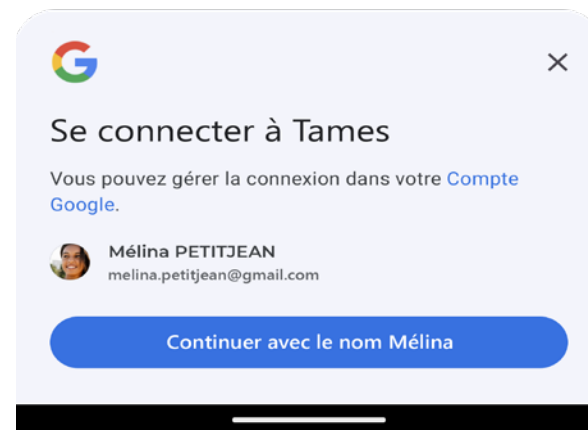 Se connecter à Tames
Vous pouvez gérer la connexion dans votre Compte
Google.
Mélina PETITJEAN
melina.petitjean@gmail.com
Continuer avec le nom Mélina